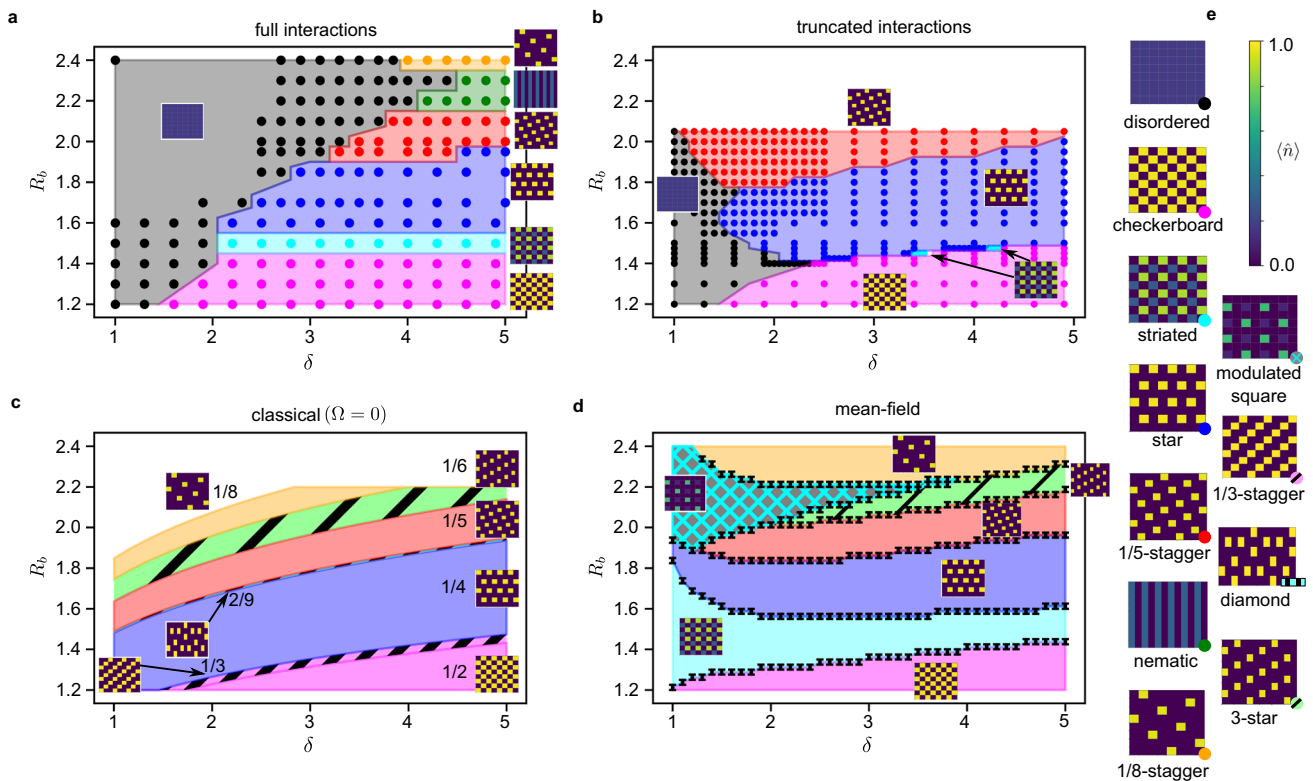 a
full interactions
R_b
2.4
2.2
2.0
1.8
1.6
1.4
1.2
1
2
3
4
5
δ
b
truncated interactions
R_b
2.4
2.2
2.0
1.8
1.6
1.4
1.2
1
2
3
4
5
δ
c
classical (Ω = 0)
R_b
2.4
2.2
2.0
1.8
1.6
1.4
1.2
1/8
1/6
1/5
1/4
2/9
1/3
1/2
1
2
3
4
5
δ
d
mean-field
R_b
2.4
2.2
2.0
1.8
1.6
1.4
1.2
1
2
3
4
5
δ
e
1.0
⟨n̂⟩
0.0
disordered
checkerboard
striated
modulated
square
star
1/3-stagger
1/5-stagger
diamond
nematic
3-star
1/8-stagger